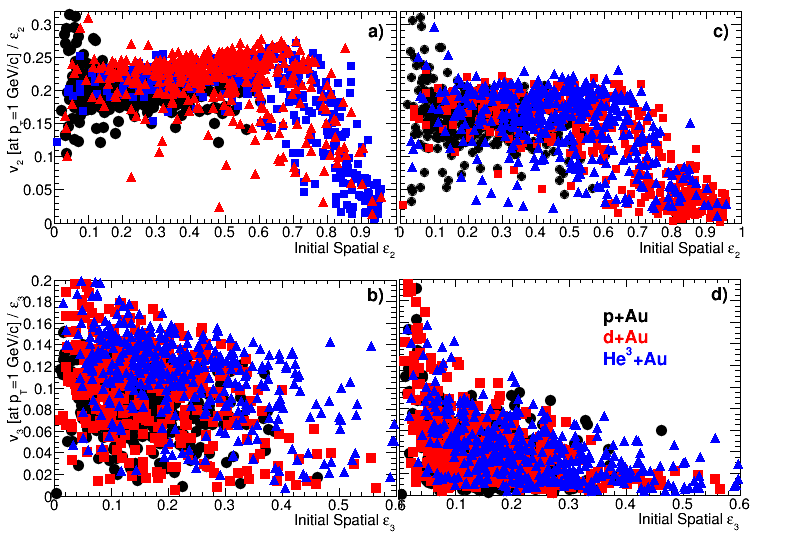 a)
0.3
0.25
0.2
0.15
0.1
0.05
0
v2 [at pT=1 GeV/c] / ε2
0 0.1 0.2 0.3 0.4 0.5 0.6 0.7 0.8 0.9 1
Initial Spatial ε2
c)
0.1 0.2 0.3 0.4 0.5 0.6 0.7 0.8 0.9 1
Initial Spatial ε2
b)
0.2
0.18
0.16
0.14
0.12
0.1
0.08
0.06
0.04
0.02
0
v3 [at pT=1 GeV/c] / ε3
0 0.1 0.2 0.3 0.4 0.5 0.6
Initial Spatial ε3
d)
p+Au
d+Au
He3+Au
0.1 0.2 0.3 0.4 0.5 0.6
Initial Spatial ε3